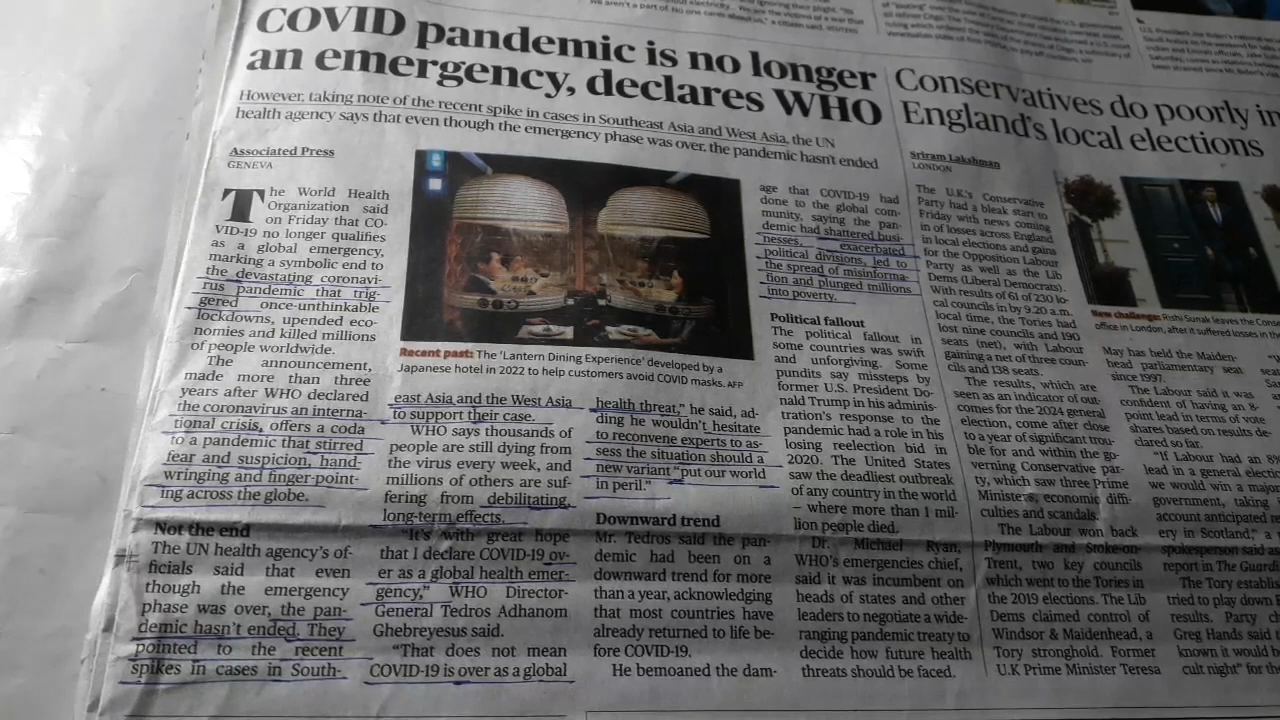 COVID pandemic is no longer
an emergency, declares WHO
However, taking note of the recent spike in cases in Southeast Asia and West Asia, the UN
health agency says that even though the emergency phase was over, the pandemic hasn't ended
Associated Press
GENEVA
The World Health
Organization said
on Friday that CO-
VID-19 no longer qualifies
as a global emergency,
marking a symbolic end to
the devastating coronavi-
rus pandemic that trig-
gered once-unthinkable
lockdowns, upended eco-
nomies and killed millions
of people worldwide.
The announcement,
made more than three
years after WHO declared
the coronavirus an interna-
tional crisis, offers a coda
to a pandemic that stirred
fear and suspicion, hand-
wringing and finger-point-
ing across the globe.
Not the end
The UN health agency's of-
ficials said that even
though the emergency
phase was over, the pan-
demic hasn't ended. They
pointed to the recent
spikes in cases in South-
Recent past: The 'Lantern Dining Experience' developed by a
Japanese hotel in 2022 to help customers avoid COVID masks. AFP
east Asia and the West Asia
to support their case.
WHO says thousands of
people are still dying from
the virus every week, and
millions of others are suf-
fering from debilitating,
long-term effects.
"It's with great hope
that I declare COVID-19 ov-
er as a global health emer-
gency," WHO Director-
General Tedros Adhanom
Ghebreyesus said.
"That does not mean
COVID-19 is over as a global
health threat," he said, ad-
ding he wouldn't hesitate
to reconvene experts to as-
sess the situation should a
new variant "put our world
in peril."
Downward trend
Mr. Tedros said the pan-
demic had been on a
downward trend for more
than a year, acknowledging
that most countries have
already returned to life be-
fore COVID-19.
He bemoaned the dam-
age that COVID-19 had
done to the global com-
munity, saying the pan-
demic had shattered busi-
nesses, exacerbated
political divisions, led to
the spread of misinforma-
tion and plunged millions
into poverty.
Political fallout
The political fallout in
some countries was swift
and unforgiving. Some
pundits say missteps by
former U.S. President Do-
nald Trump in his adminis-
tration's response to the
pandemic had a role in his
losing reelection bid in
2020. The United States
saw the deadliest outbreak
of any country in the world
– where more than 1 mil-
lion people died.
Dr. Michael Ryan,
WHO's emergencies chief,
said it was incumbent on
heads of states and other
leaders to negotiate a wide-
ranging pandemic treaty to
decide how future health
threats should be faced.
Conservatives do poorly in
England's local elections
Sriram Lakshman
LONDON
The U.K.'s Conservative
Party had a bleak start to
Friday with news coming
in of losses across England
in local elections and gains
for the Opposition Labour
Party as well as the Lib
Dems (Liberal Democrats).
With results of 61 of 230 lo-
cal councils in by 9.20 a.m.
local time, the Tories had
lost nine councils and 190
seats (net), with Labour
gaining a net of three coun-
cils and 138 seats.
The results, which are
seen as an indicator of out-
comes for the 2024 general
election, come after close
to a year of significant trou-
ble for and within the go-
verning Conservative par-
ty, which saw three Prime
Ministers, economic diffi-
culties and scandals.
The Labour won back
Plymouth and Stoke-on-
Trent, two key councils
which went to the Tories in
the 2019 elections. The Lib
Dems claimed control of
Windsor & Maidenhead, a
Tory stronghold. Former
U.K Prime Minister Teresa
New challenge: Rishi Sunak leaves the Cons
office in London, after it suffered losses in th
May has held the Maiden-
head parliamentary seat
since 1997.
The Labour said it was
confident of having an 8-
point lead in terms of vote
shares based on results de-
clared so far.
"If Labour had an 8%
lead in a general electi
we would win a major
government, taking
account anticipated m
ery in Scotland," a
spokesperson said a
report in The Guardi
The Tory establis
tried to play down
results. Party ch
Greg Hands said t
known it would b
cult night" for th